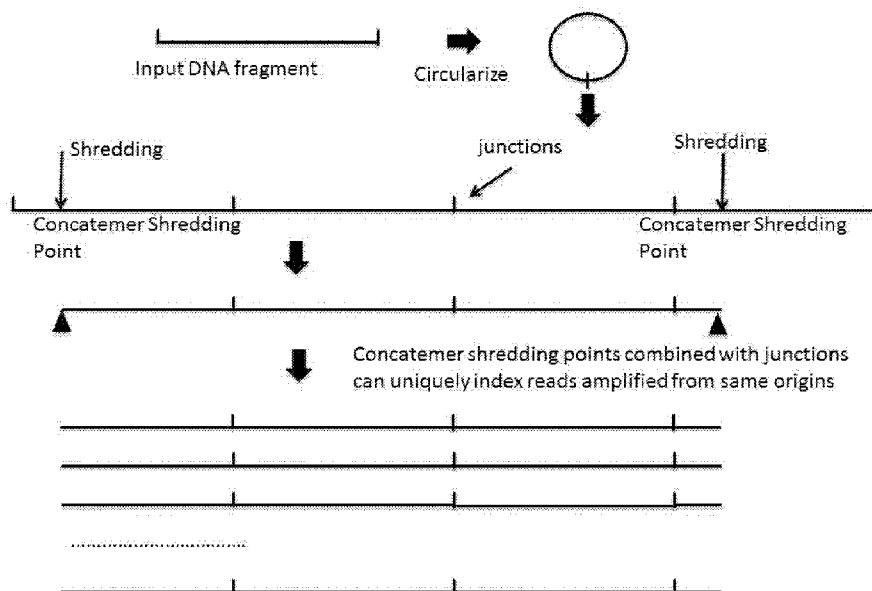 Input DNA fragment
Circularize
Shredding
junctions
Shredding
Concatemer Shredding
Point
Concatemer Shredding
Point
Concatemer shredding points combined with junctions
can uniquely index reads amplified from same origins